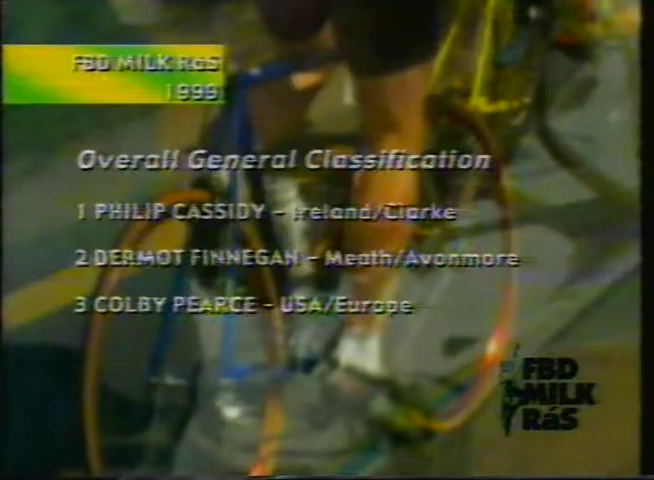 FBD MILK RáS
1999
Overall General Classification
1 PHILIP CASSIDY - Ireland/Clarke
2 DERMOT FINNEGAN - Meath/Avonmore
3 COLBY PEARCE - USA/Europe
FBD
MILK
RáS